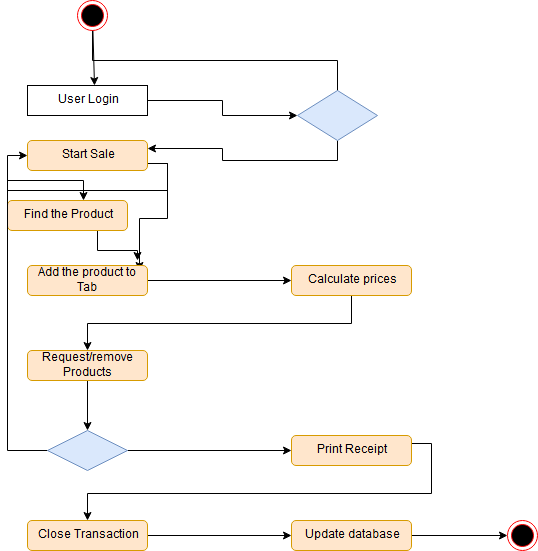 User Login
Start Sale
Find the Product
Add the product to
Tab
Calculate prices
Request/remove
Products
Print Receipt
Close Transaction
Update database